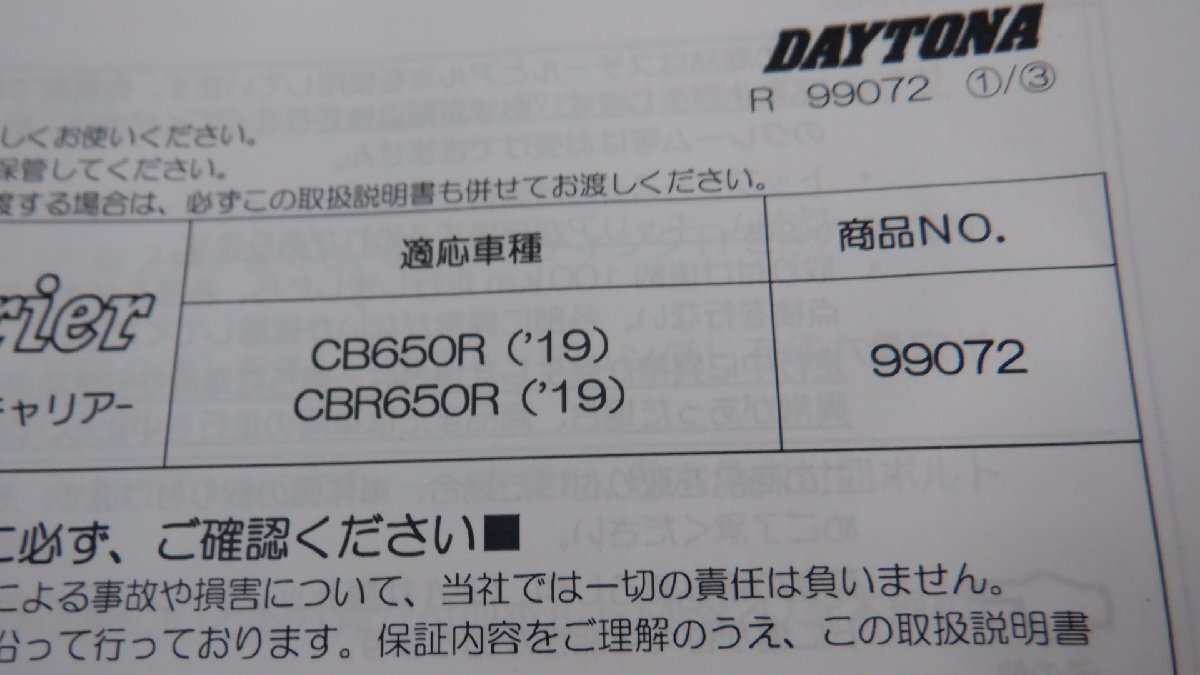 DAYTONA
R 99072 ①/③
しくお使いください。
保管してください。
渡する場合は、必ずこの取扱説明書も併せてお渡しください。
適応車種
商品NO.
rier
キャリア-
CB650R ('19)
CBR650R ('19)
99072
に必ず、ご確認ください■
による事故や損害について、当社では一切の責任は負いません。
沿って行っております。保証内容をご理解のうえ、この取扱説明書